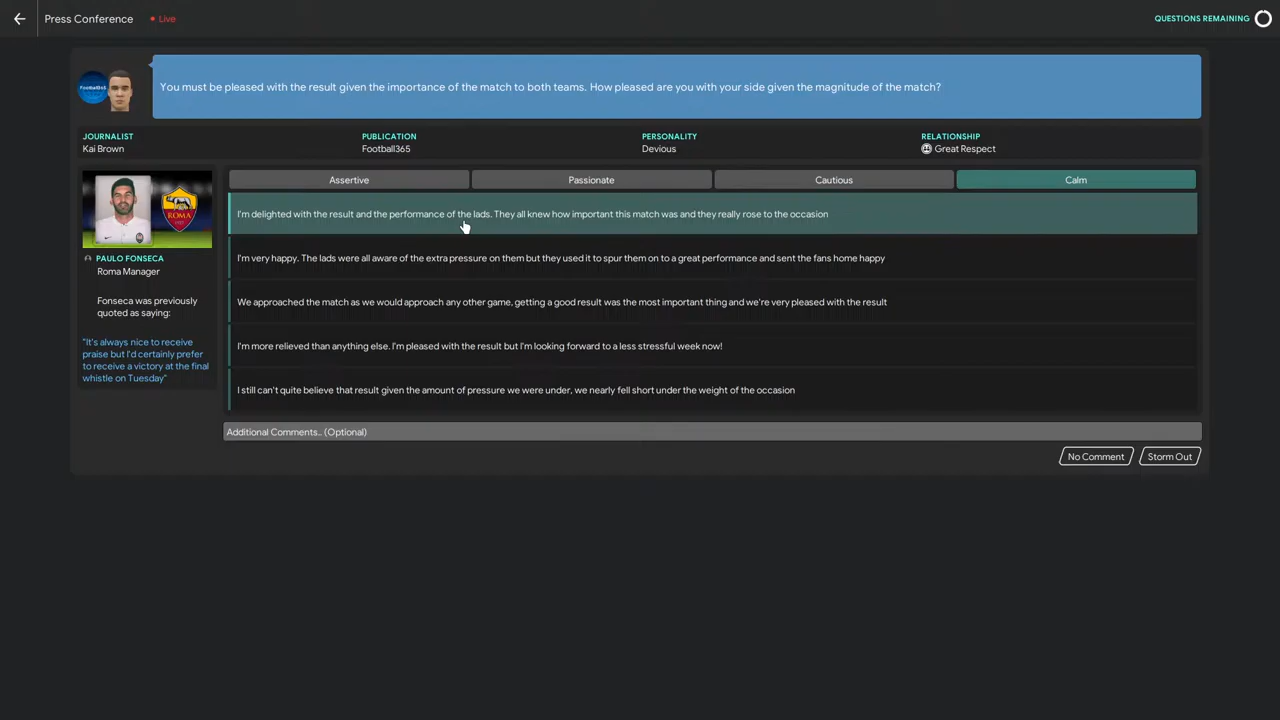 Press Conference
Live
QUESTIONS REMAINING
Football365
You must be pleased with the result given the importance of the match to both teams. How pleased are you with your side given the magnitude of the match?
JOURNALIST
Kai Brown
PUBLICATION
Football365
PERSONALITY
Devious
RELATIONSHIP
Great Respect
Assertive
Passionate
Cautious
Calm
ROMA
PAULO FONSECA
Roma Manager
Fonseca was previously
quoted as saying:
"It's always nice to receive
praise but I'd certainly prefer
to receive a victory at the final
whistle on Tuesday"
I'm delighted with the result and the performance of the lads. They all knew how important this match was and they really rose to the occasion
I'm very happy. The lads were all aware of the extra pressure on them but they used it to spur them on to a great performance and sent the fans home happy
We approached the match as we would approach any other game, getting a good result was the most important thing and we're very pleased with the result
I'm more relieved than anything else. I'm pleased with the result but I'm looking forward to a less stressful week now!
I still can't quite believe that result given the amount of pressure we were under, we nearly fell short under the weight of the occasion
Additional Comments.. (Optional)
No Comment
Storm Out